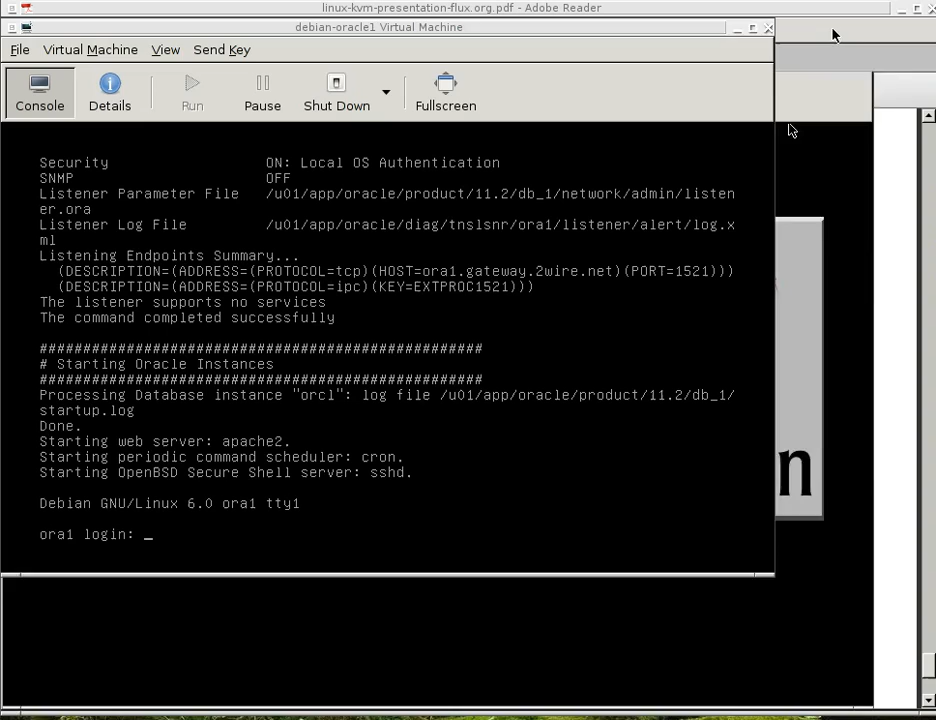 linux-kvm-presentation-flux.org.pdf - Adobe Reader
debian-oracle1 Virtual Machine
File Virtual Machine View Send Key
Console Details Run Pause Shut Down Fullscreen
Security ON: Local OS Authentication
SNMP OFF
Listener Parameter File /u01/app/oracle/product/11.2/db_1/network/admin/listen
er.ora
Listener Log File /u01/app/oracle/diag/tnslsnr/ora1/listener/alert/log.x
ml
Listening Endpoints Summary...
(DESCRIPTION=(ADDRESS=(PROTOCOL=tcp)(HOST=ora1.gateway.2wire.net)(PORT=1521)))
(DESCRIPTION=(ADDRESS=(PROTOCOL=ipc)(KEY=EXTPROC1521)))
The listener supports no services
The command completed successfully
##################################################
# Starting Oracle Instances
##################################################
Processing Database instance "orcl": log file /u01/app/oracle/product/11.2/db_1/
startup.log
Done.
Starting web server: apache2.
Starting periodic command scheduler: cron.
Starting OpenBSD Secure Shell server: sshd.
Debian GNU/Linux 6.0 ora1 tty1
ora1 login: _
n